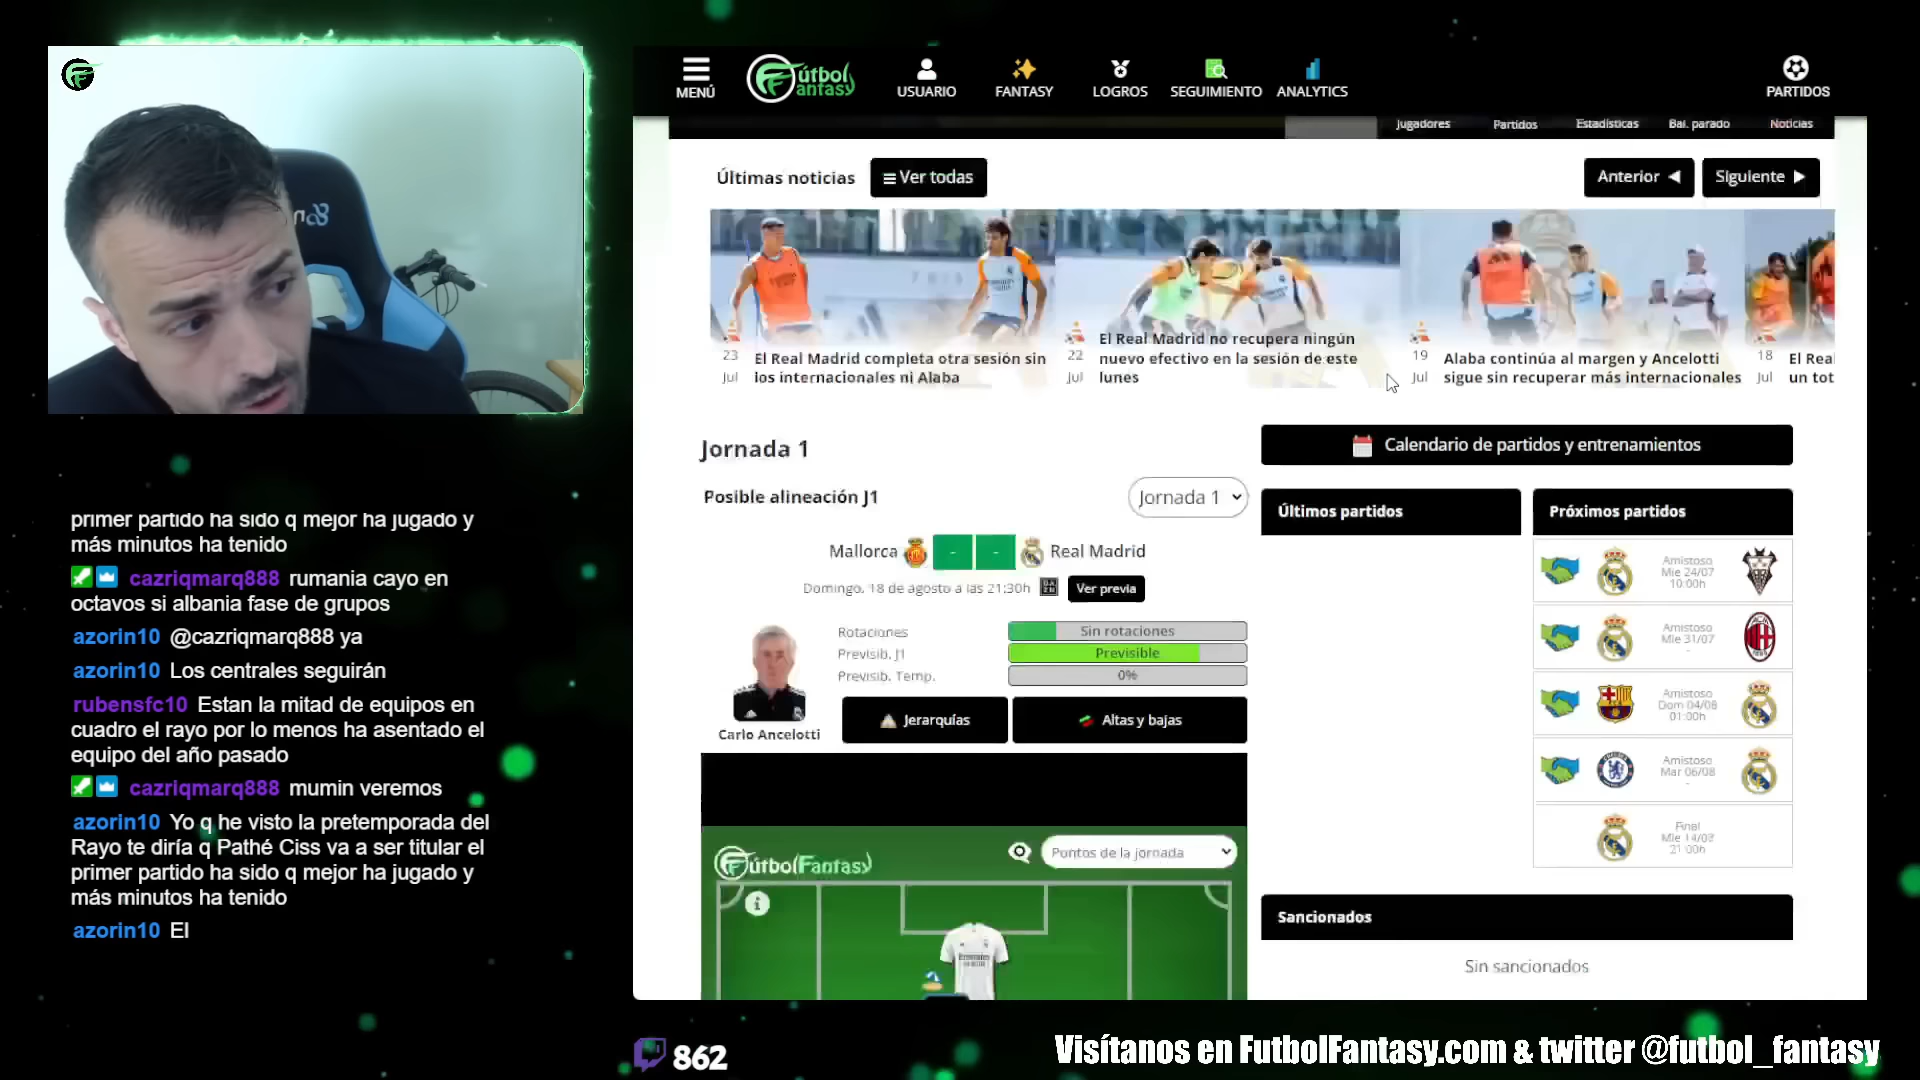 MENÚ
Fútbol
Fantasy
USUARIO
FANTASY
LOGROS
SEGUIMIENTO
ANALYTICS
PARTIDOS
Jugadores
Partidos
Estadísticas
Bal. parado
Noticias
Últimas noticias
Ver todas
Anterior
Siguiente
23
Jul
El Real Madrid completa otra sesión sin
los internacionales ni Alaba
22
Jul
El Real Madrid no recupera ningún
nuevo efectivo en la sesión de este
lunes
19
Jul
Alaba continúa al margen y Ancelotti
sigue sin recuperar más internacionales
18
Jul
El Rea
un tot
Jornada 1
Posible alineación J1
Jornada 1
Mallorca - - Real Madrid
Domingo, 18 de agosto a las 21:30h
Ver previa
Rotaciones
Sin rotaciones
Previsib. J1
Previsible
Previsib. Temp.
0%
Carlo Ancelotti
Jerarquías
Altas y bajas
FútbolFantasy
Puntos de la jornada
Calendario de partidos y entrenamientos
Últimos partidos
Próximos partidos
Amistoso
Mie 24/07
10:00h
Amistoso
Mie 31/07
-
Amistoso
Dom 04/08
01:00h
Amistoso
Mar 06/08
-
Final
Mie 14/08
21:00h
Sancionados
Sin sancionados
primer partido ha sido q mejor ha jugado y
más minutos ha tenido
cazriqmarq888 rumania cayo en
octavos si albania fase de grupos
azorin10 @cazriqmarq888 ya
azorin10 Los centrales seguirán
rubensfc10 Estan la mitad de equipos en
cuadro el rayo por lo menos ha asentado el
equipo del año pasado
cazriqmarq888 mumin veremos
azorin10 Yo q he visto la pretemporada del
Rayo te diría q Pathé Ciss va a ser titular el
primer partido ha sido q mejor ha jugado y
más minutos ha tenido
azorin10 El
862
Visítanos en FutbolFantasy.com & twitter @futbol_fantasy